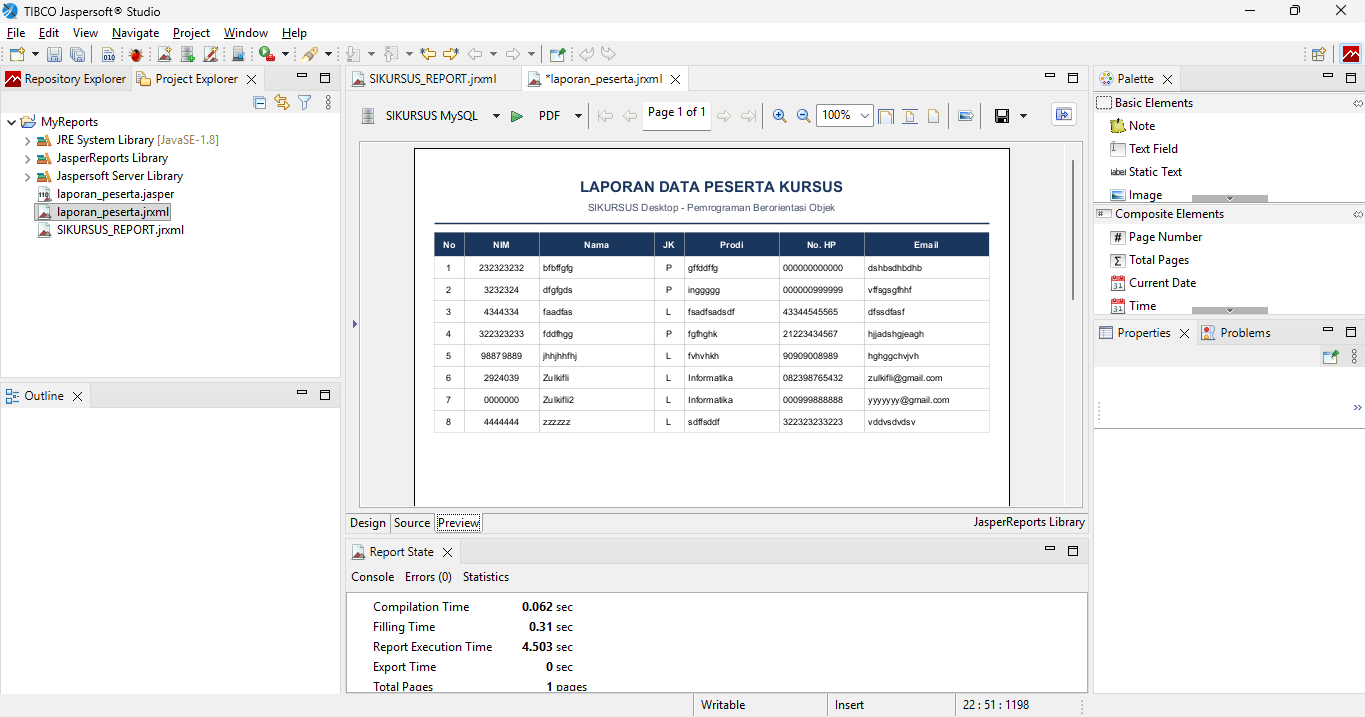 TIBCO Jaspersoft® Studio
File Edit View Navigate Project Window Help
Repository Explorer Project Explorer
MyReports
JRE System Library [JavaSE-1.8]
JasperReports Library
Jaspersoft Server Library
laporan_peserta.jasper
laporan_peserta.jrxml
SIKURSUS_REPORT.jrxml
Outline
SIKURSUS_REPORT.jrxml *laporan_peserta.jrxml
SIKURSUS MySQL PDF Page 1 of 1 100%
LAPORAN DATA PESERTA KURSUS
SIKURSUS Desktop - Pemrograman Berorientasi Objek
No NIM Nama JK Prodi No. HP Email
1 232323232 bfbffgfg P gffddffg 000000000000 dshbsdhbdhb
2 3232324 dfgfgds P inggggg 000000999999 vffsgsgfhhf
3 4344334 faadfas L fsadfsadsdf 43344545565 dfssdfasf
4 322323233 fddfhgg P fgfhghk 21223434567 hjjadshgjeagh
5 98879889 jhhjhhfhj L fvhvhkh 90909008989 hghggchvjvh
6 2924039 Zulkifli L Informatika 082398765432 zulkifli@gmail.com
7 0000000 Zulkifli2 L Informatika 000999888888 yyyyyyy@gmail.com
8 4444444 zzzzzz L sdffsddf 322323233223 vddvsdvdsv
Design Source Preview JasperReports Library
Report State
Console Errors (0) Statistics
Compilation Time 0.062 sec
Filling Time 0.31 sec
Report Execution Time 4.503 sec
Export Time 0 sec
Total Pages 1 pages
Palette
Basic Elements
Note
Text Field
label Static Text
Image
Composite Elements
# Page Number
Σ Total Pages
31 Current Date
31 Time
Properties Problems
Writable Insert 22 : 51 : 1198